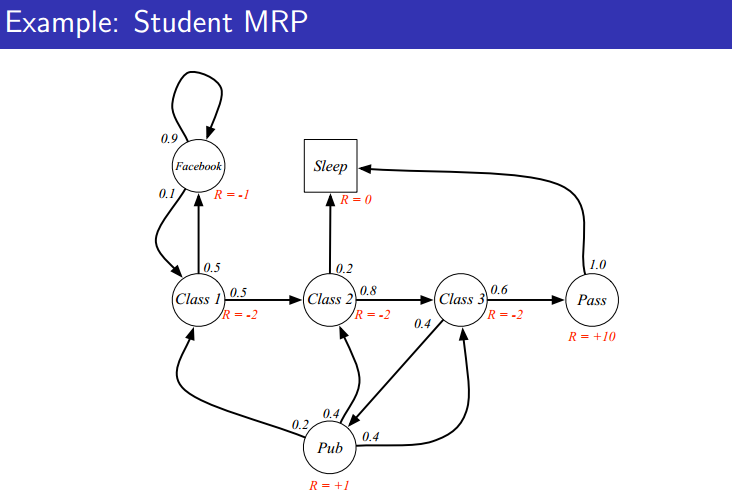 Example: Student MRP
0.9
Facebook
Sleep
0.1
R = -1
R = 0
0.5
0.2
1.0
Class 1
0.5
Class 2
0.8
Class 3
0.6
Pass
R = -2
R = -2
0.4
R = -2
R = +10
0.2
0.4
0.4
Pub
R = +1